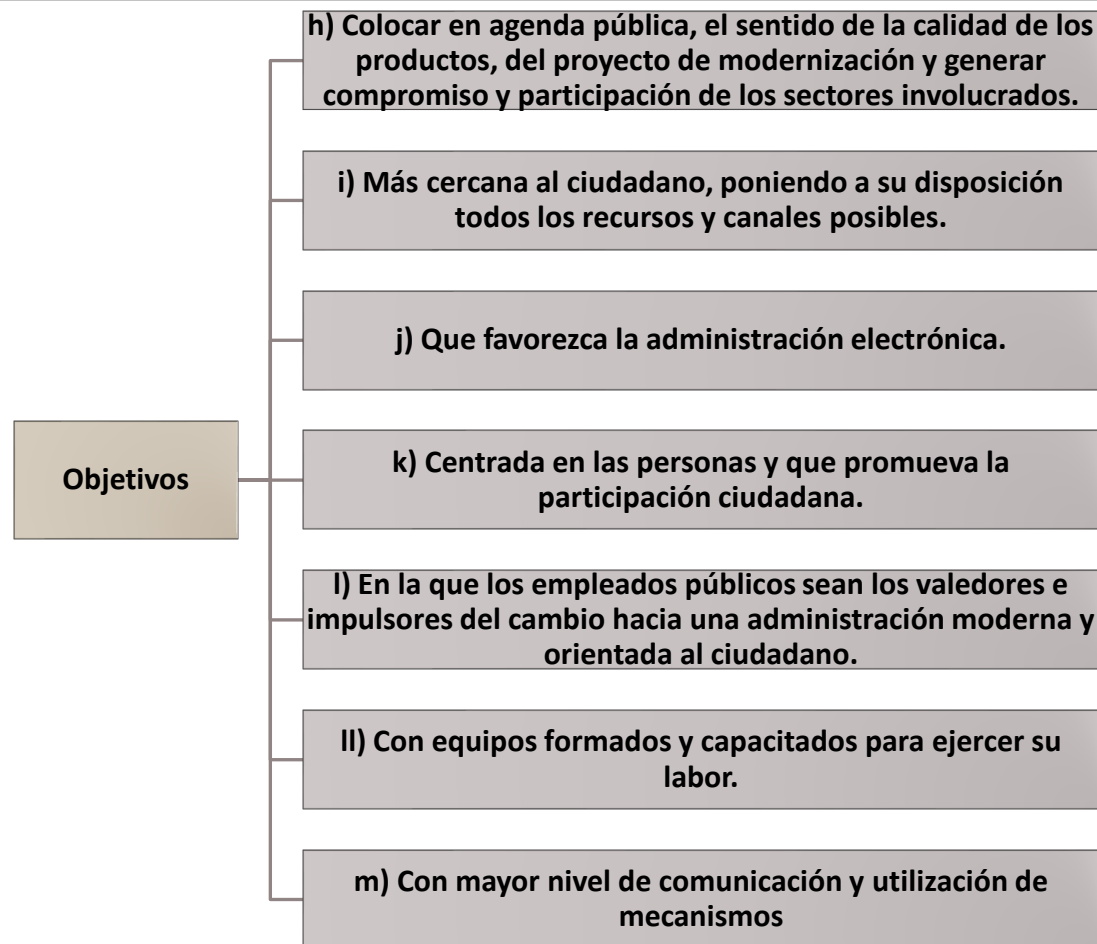 h) Colocar en agenda pública, el sentido de la calidad de los
productos, del proyecto de modernización y generar
compromiso y participación de los sectores involucrados.
i) Más cercana al ciudadano, poniendo a su disposición
todos los recursos y canales posibles.
j) Que favorezca la administración electrónica.
Objetivos
k) Centrada en las personas y que promueva la
participación ciudadana.
l) En la que los empleados públicos sean los valedores e
impulsores del cambio hacia una administración moderna y
orientada al ciudadano.
ll) Con equipos formados y capacitados para ejercer su
labor.
m) Con mayor nivel de comunicación y utilización de
mecanismos